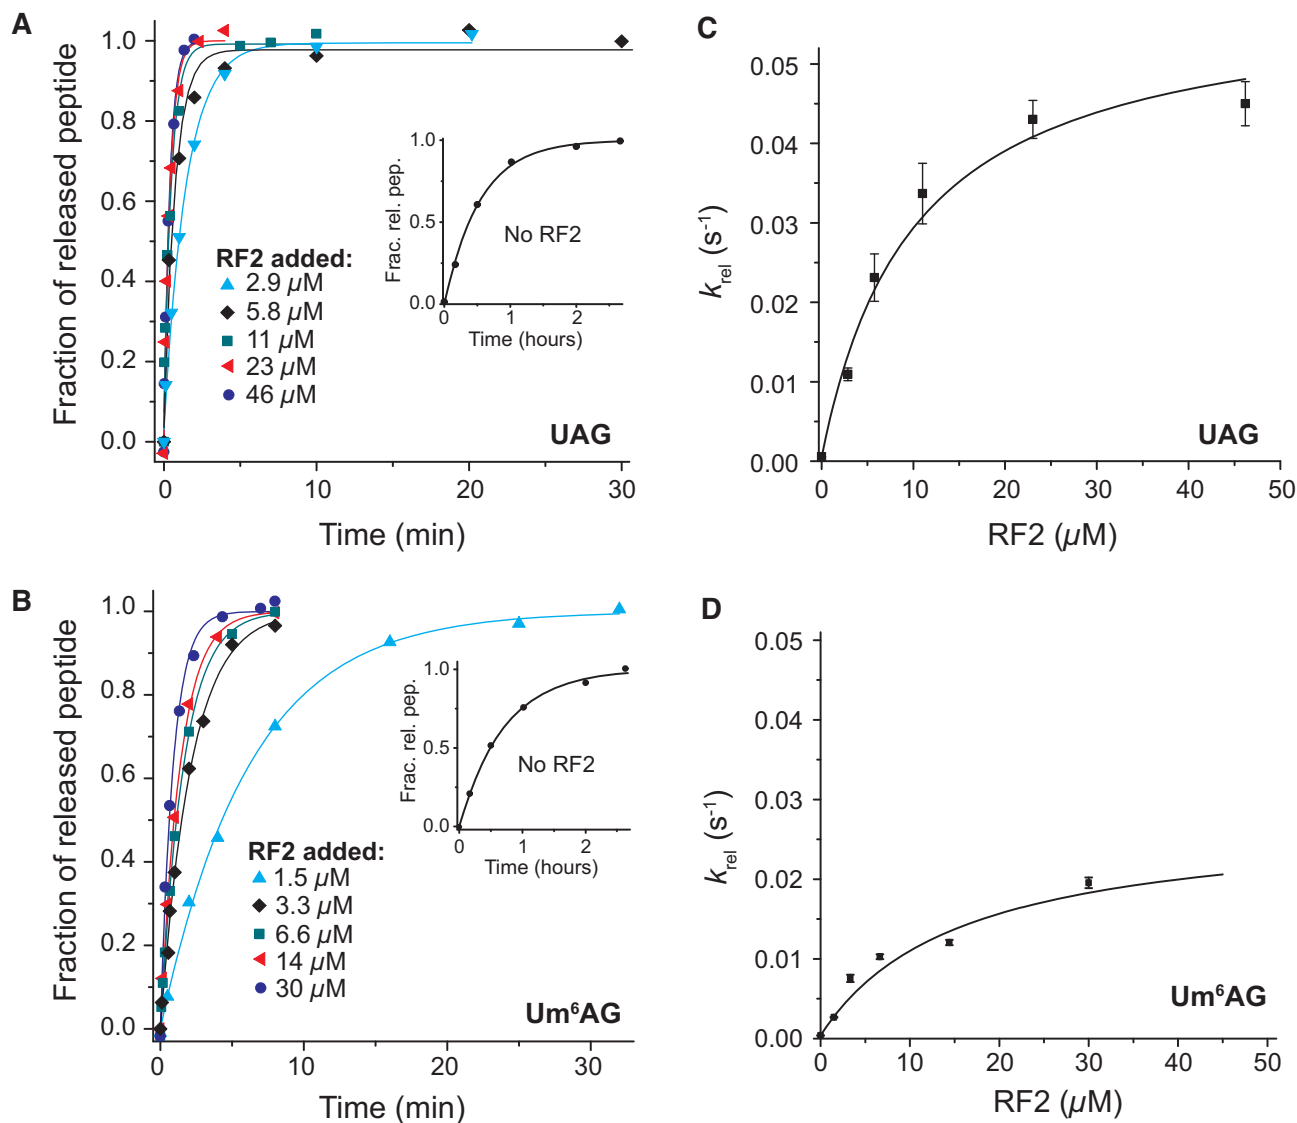 A
Fraction of released peptide
1.0
0.8
0.6
0.4
0.2
0.0
0
10
20
30
Time (min)
RF2 added:
2.9 µM
5.8 µM
11 µM
23 µM
46 µM
UAG
Frac. rel. pep.
1.0
0.5
0.0
0
1
2
Time (hours)
No RF2
C
k rel (s-1)
0.05
0.04
0.03
0.02
0.01
0.00
0
10
20
30
40
50
RF2 (µM)
UAG
B
Fraction of released peptide
1.0
0.8
0.6
0.4
0.2
0.0
0
10
20
30
Time (min)
RF2 added:
1.5 µM
3.3 µM
6.6 µM
14 µM
30 µM
Um⁶AG
Frac. rel. pep.
1.0
0.5
0.0
0
1
2
Time (hours)
No RF2
D
k rel (s-1)
0.05
0.04
0.03
0.02
0.01
0.00
0
10
20
30
40
50
RF2 (µM)
Um⁶AG